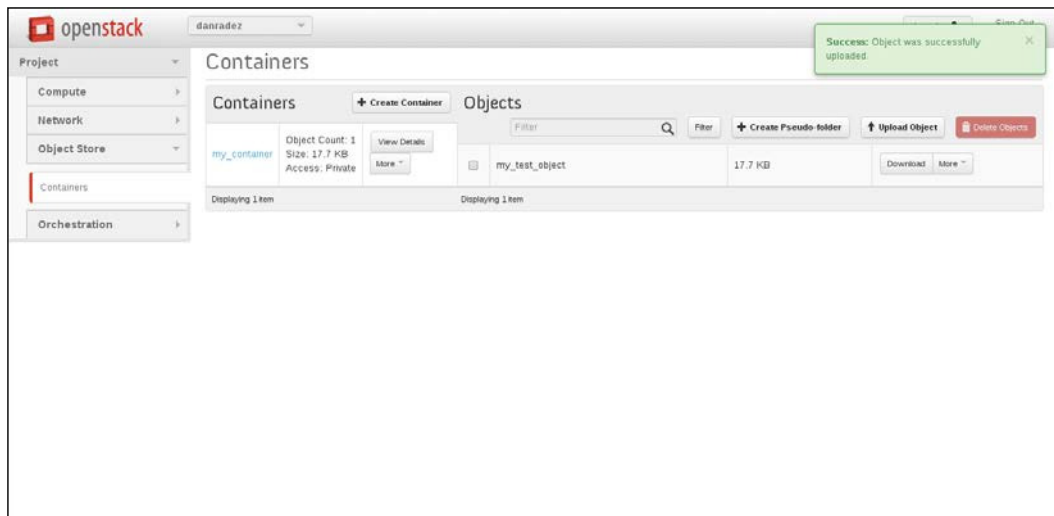 openstack
danradez
Sign Out
Success: Object was successfully
uploaded.
Project
Containers
Compute
Network
Object Store
Containers
Orchestration
Containers
Create Container
Objects
Filter
Filter
Create Pseudo-folder
Upload Object
Delete Objects
my_container
Object Count: 1
Size: 17.7 KB
Access: Private
View Details
More
my_test_object
17.7 KB
Download
More
Displaying 1 item
Displaying 1 item